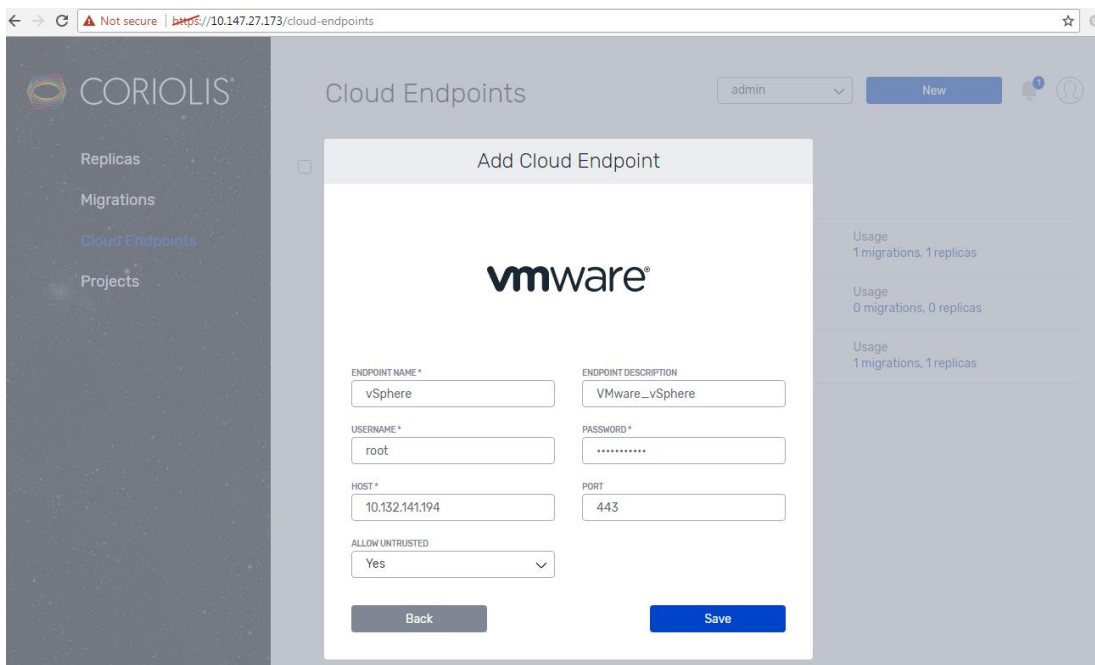 Not secure | https://10.147.27.173/cloud-endpoints
CORIOLIS®
Cloud Endpoints
admin
New
1
Replicas
Migrations
Cloud Endpoints
Projects
Add Cloud Endpoint
vmware®
ENDPOINT NAME *
ENDPOINT DESCRIPTION
vSphere
VMware_vSphere
USERNAME *
PASSWORD *
root
•••••••••••
HOST *
PORT
10.132.141.194
443
ALLOW UNTRUSTED
Yes
Back
Save
Usage
1 migrations, 1 replicas
Usage
0 migrations, 0 replicas
Usage
1 migrations, 1 replicas